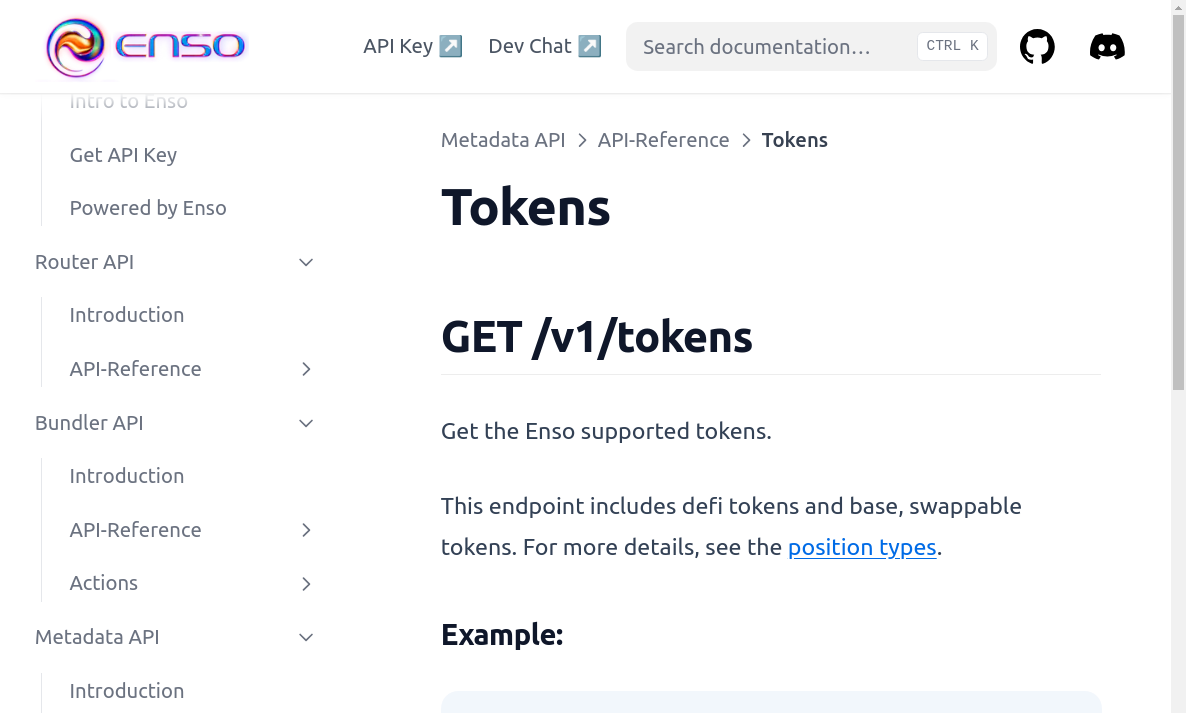 ENSO
API Key ↗
Dev Chat ↗
Search documentation…
CTRL K
Intro to Enso
Get API Key
Powered by Enso
Router API
Introduction
API-Reference
Bundler API
Introduction
API-Reference
Actions
Metadata API
Introduction
Metadata API > API-Reference > Tokens
Tokens
GET /v1/tokens
Get the Enso supported tokens.
This endpoint includes defi tokens and base, swappable
tokens. For more details, see the position types.
Example: